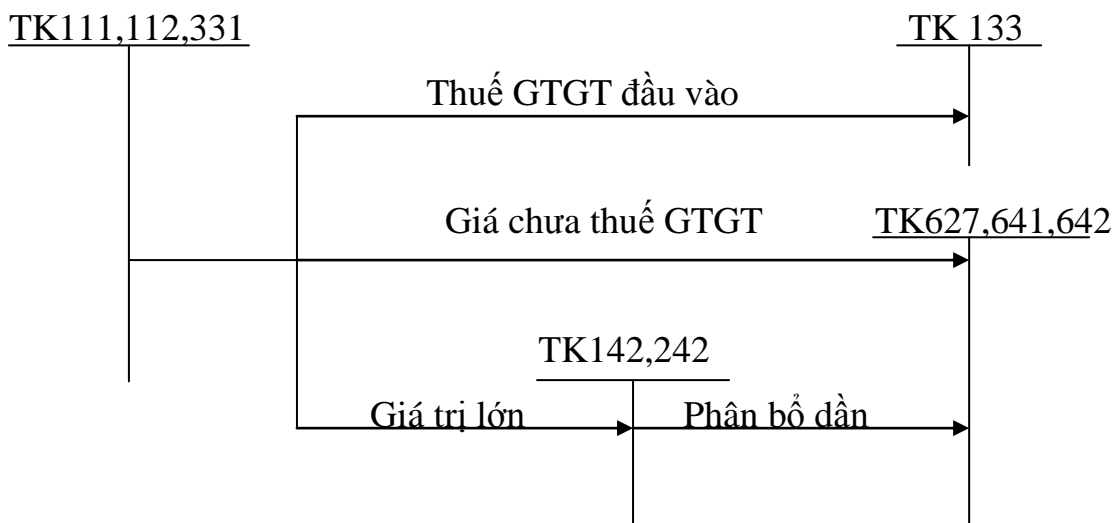 TK111,112,331
TK 133
Thuế GTGT đầu vào
Giá chưa thuế GTGT
TK627,641,642
TK142,242
Giá trị lớn
Phân bổ dần